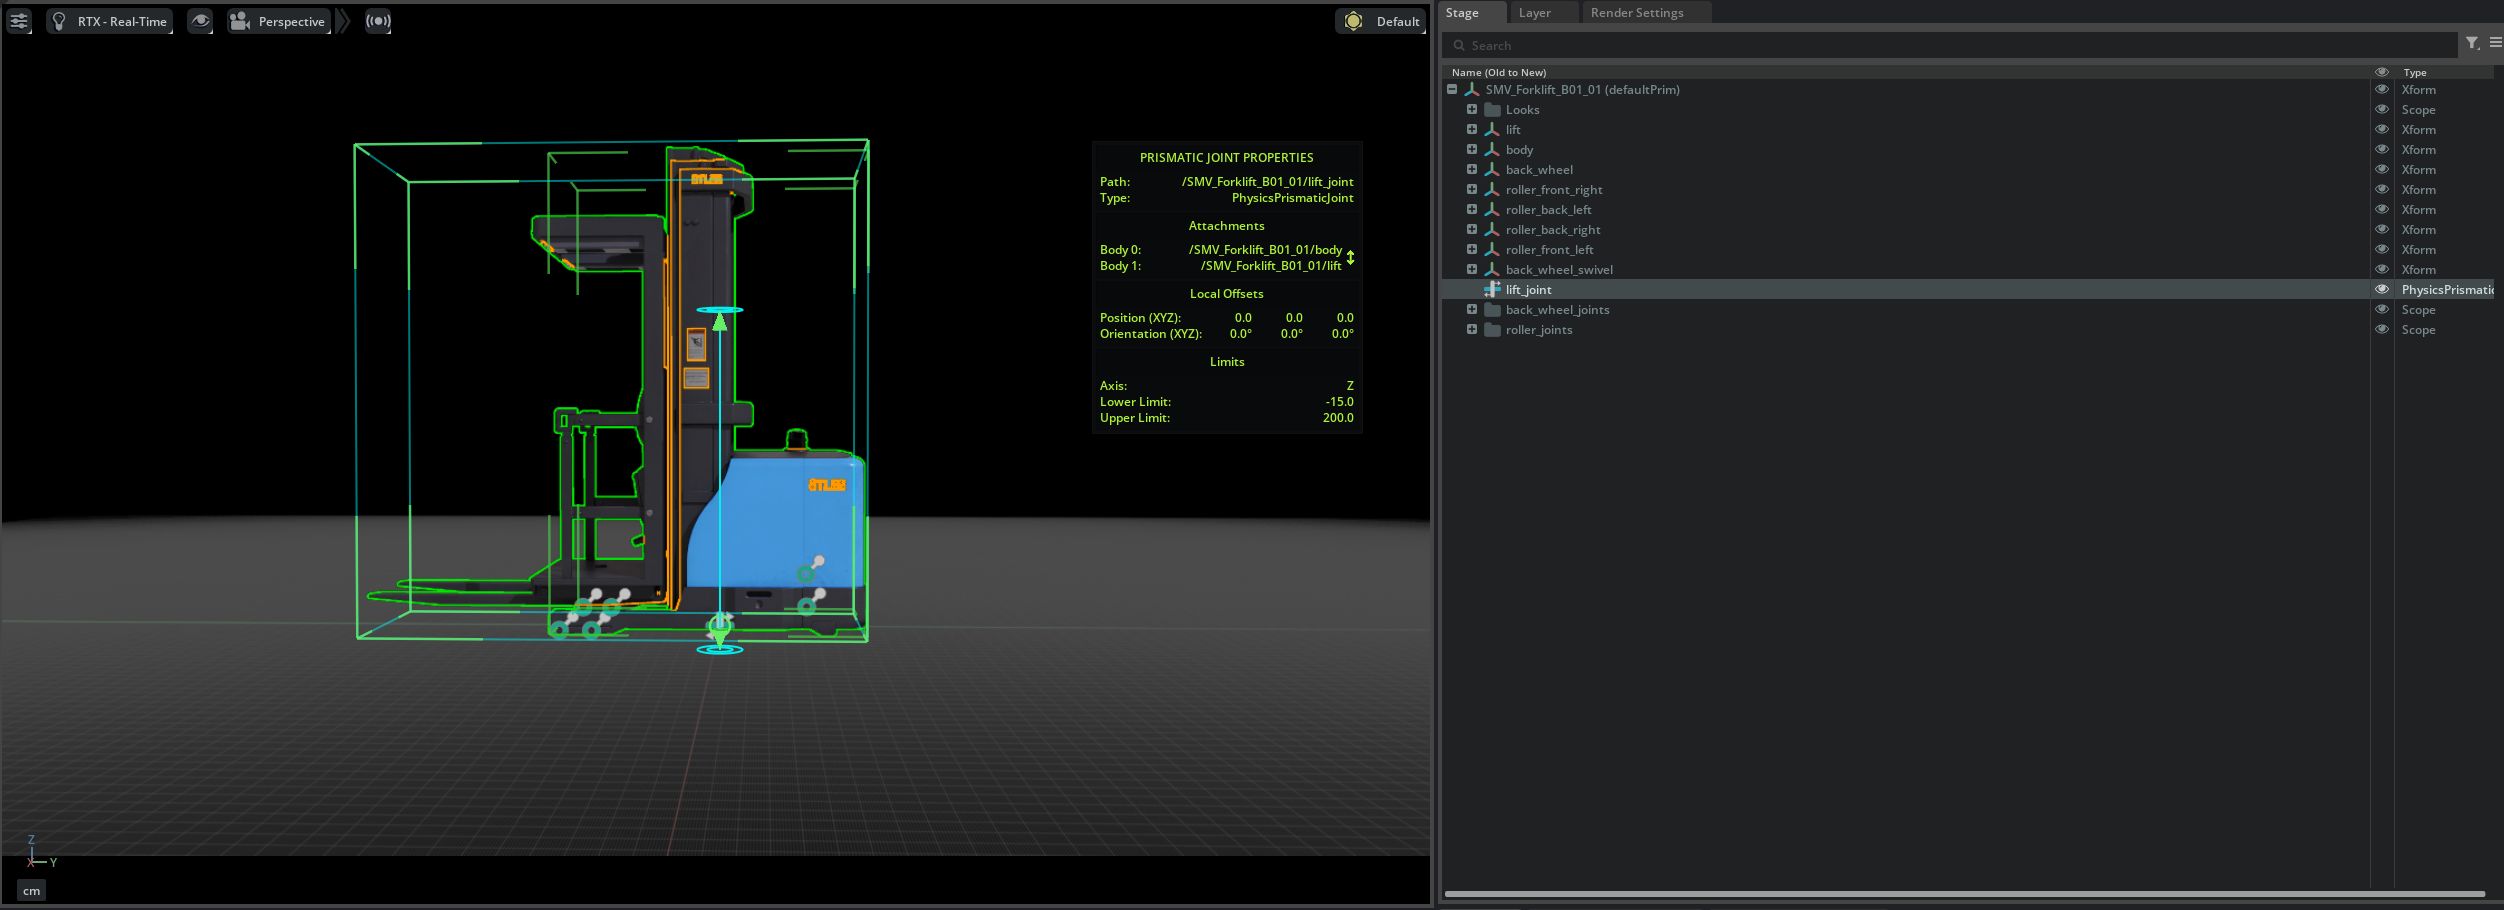 RTX - Real-Time
Perspective
Default
PRISMATIC JOINT PROPERTIES
Path: /SMV_Forklift_B01_01/lift_joint
Type: PhysicsPrismaticJoint
Attachments
Body 0: /SMV_Forklift_B01_01/body
Body 1: /SMV_Forklift_B01_01/lift
Local Offsets
Position (XYZ): 0.0 0.0 0.0
Orientation (XYZ): 0.0° 0.0° 0.0°
Limits
Axis: Z
Lower Limit: -15.0
Upper Limit: 200.0
Z
X Y
cm
Stage Layer Render Settings
Search
Name (Old to New) Type
SMV_Forklift_B01_01 (defaultPrim) Xform
Looks Scope
lift Xform
body Xform
back_wheel Xform
roller_front_right Xform
roller_back_left Xform
roller_back_right Xform
roller_front_left Xform
back_wheel_swivel Xform
lift_joint PhysicsPrismatic
back_wheel_joints Scope
roller_joints Scope